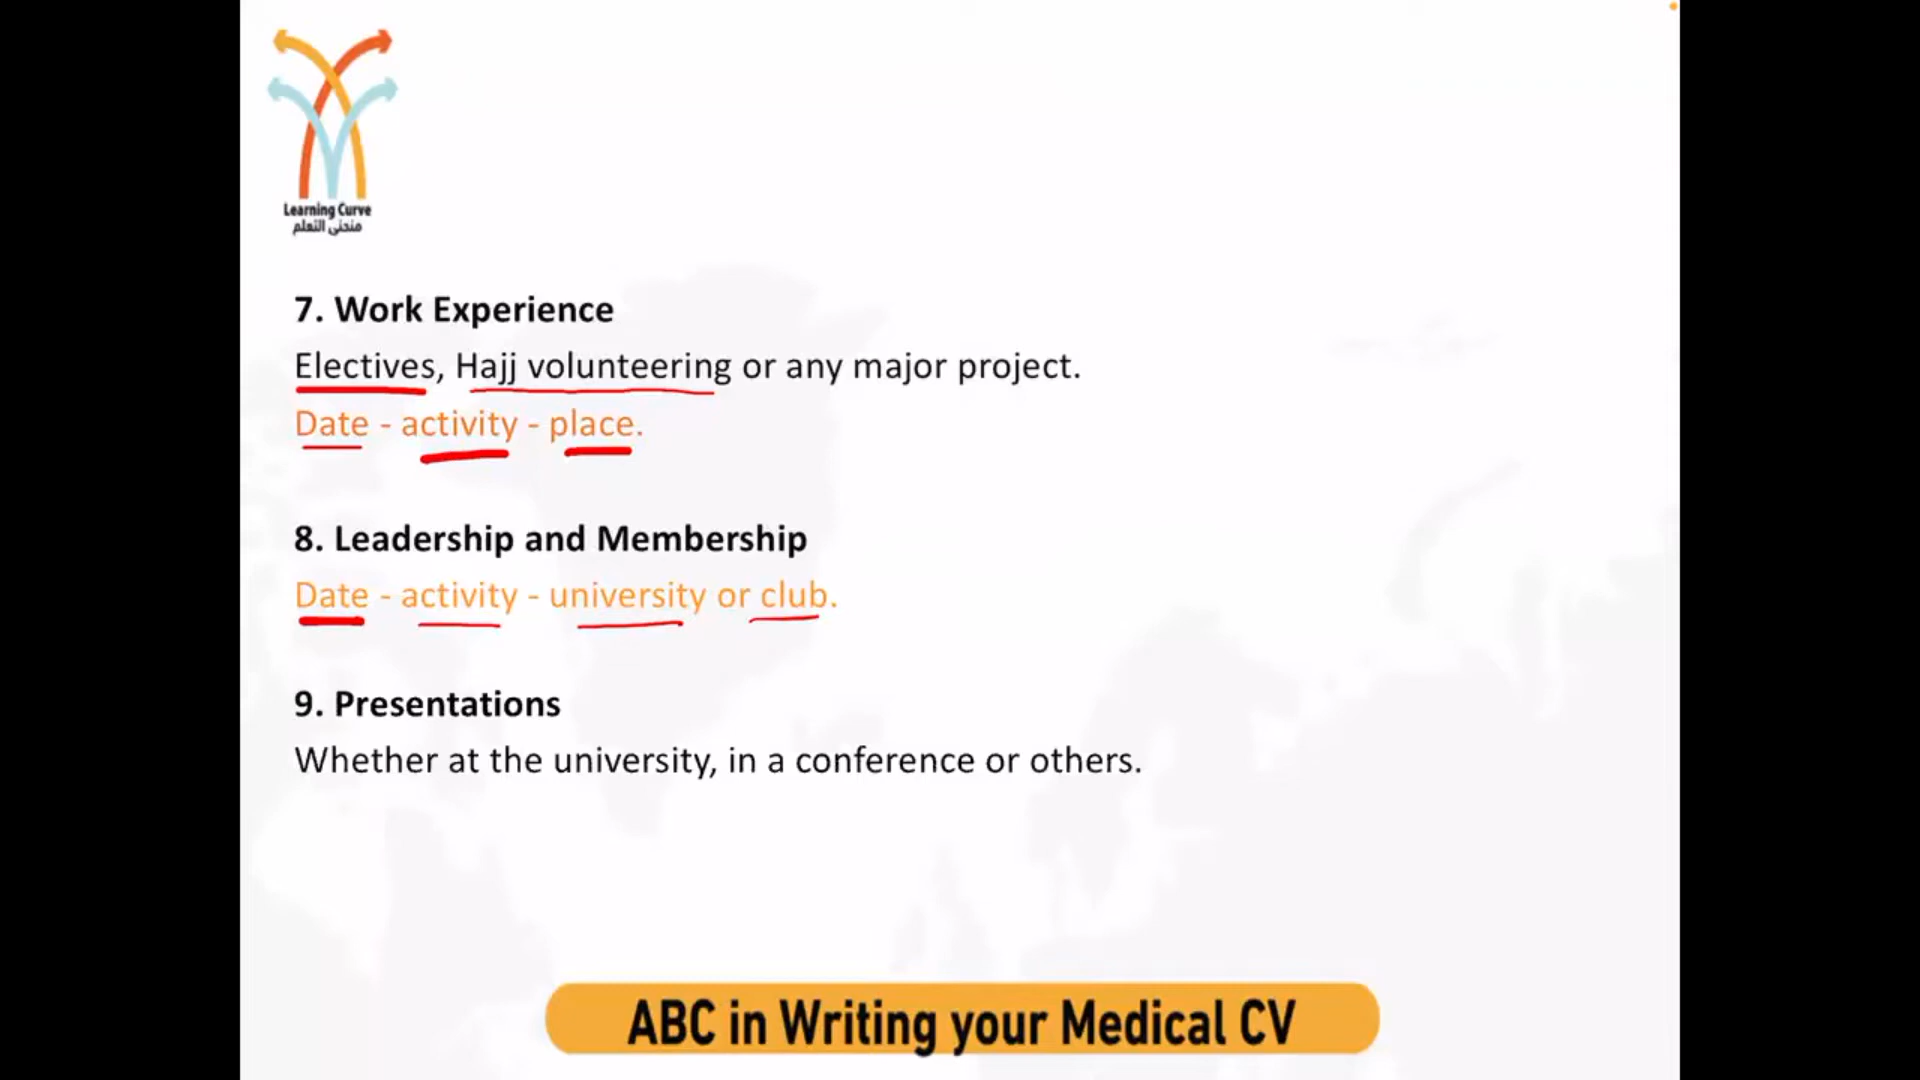 Learning Curve
منحنى التعلم
7. Work Experience
Electives, Hajj volunteering or any major project.
Date - activity - place.
8. Leadership and Membership
Date - activity - university or club.
9. Presentations
Whether at the university, in a conference or others.
ABC in Writing your Medical CV